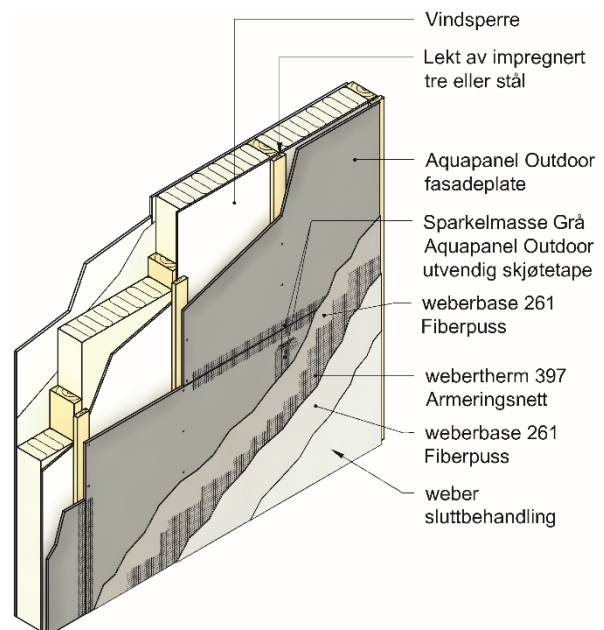 Vindsperre
Lekt av impregnert
tre eller stål
Aquapanel Outdoor
fasadeplate
Sparkelmasse Grå
Aquapanel Outdoor
utvendig skjøtetape
weberbase 261
Fiberpuss
webertherm 397
Armeringsnett
weberbase 261
Fiberpuss
weber
sluttbehandling